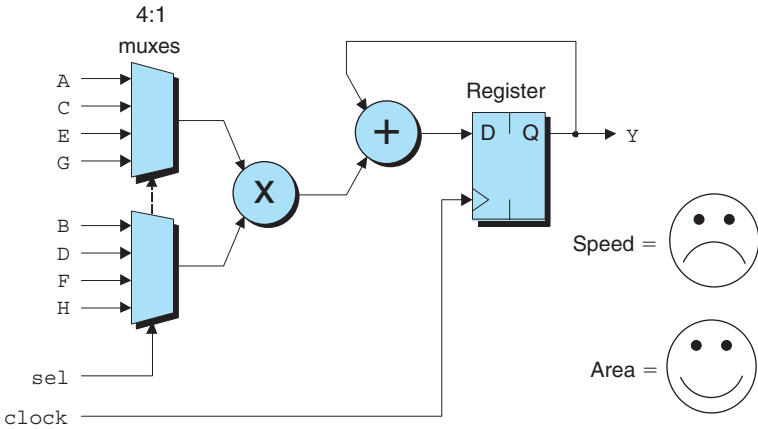 4:1
muxes
A
C
E
G
X
+
Register
D Q
Y
B
D
F
H
Speed =
Area =
sel
clock